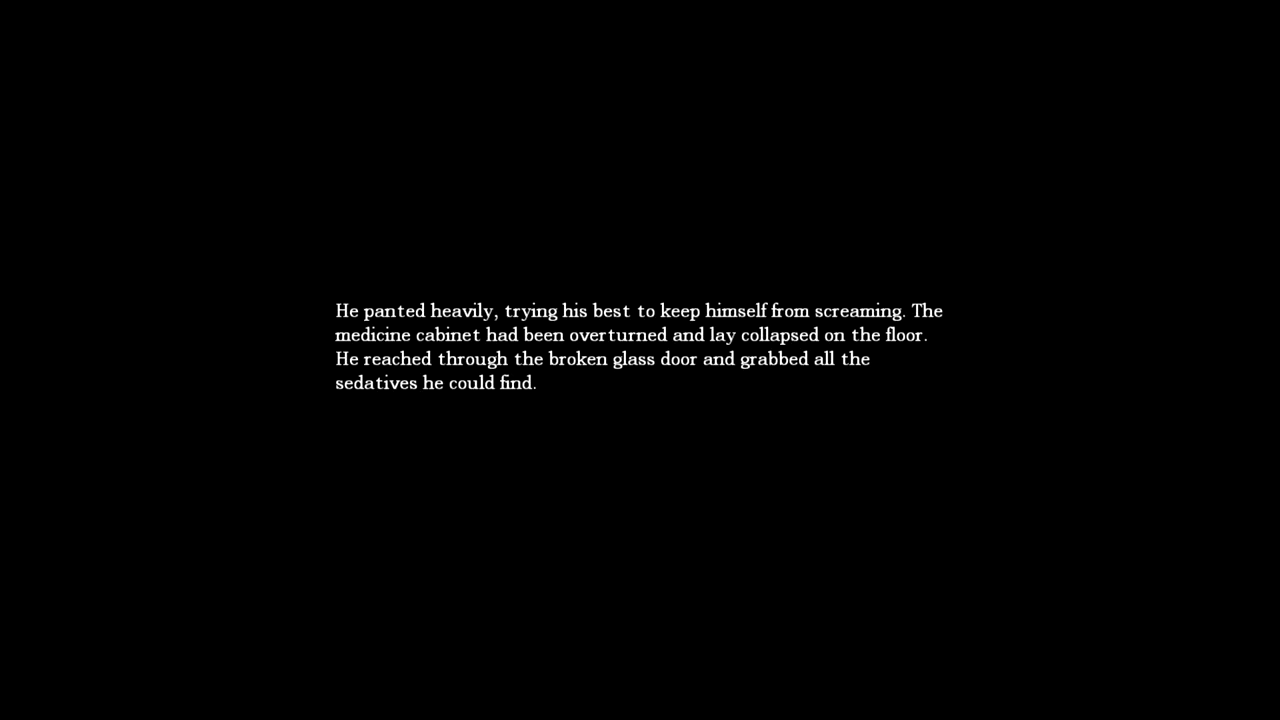 He panted heavily, trying his best to keep himself from screaming. The
medicine cabinet had been overturned and lay collapsed on the floor.
He reached through the broken glass door and grabbed all the
sedatives he could find.